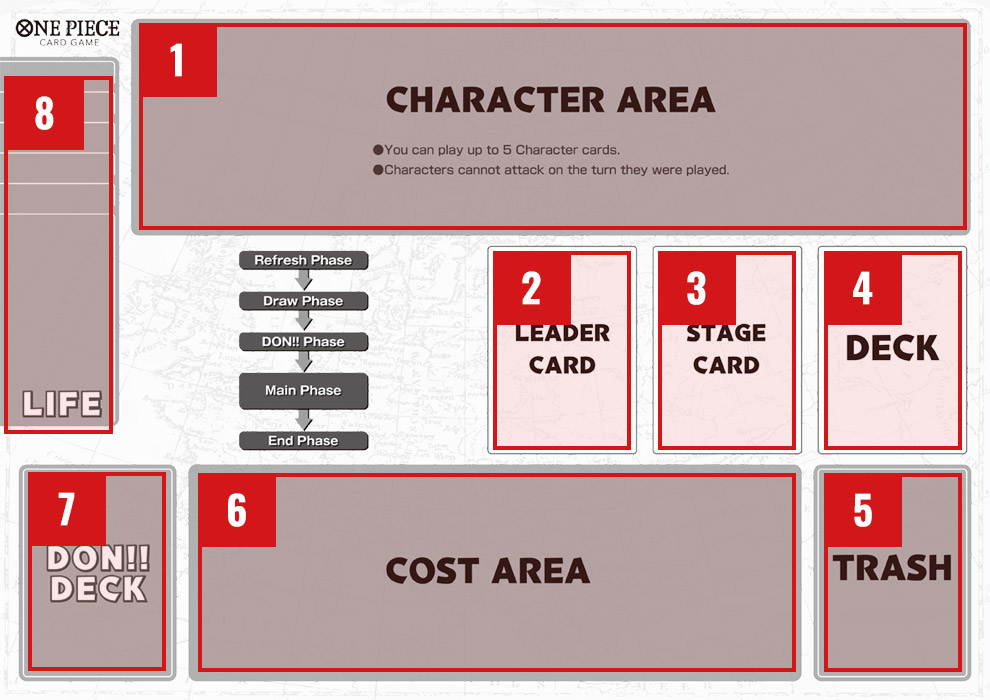 ONE PIECE
CARD GAME
1
CHARACTER AREA
●You can play up to 5 Character cards.
●Characters cannot attack on the turn they were played.
8
LIFE
Refresh Phase
Draw Phase
DON!! Phase
Main Phase
End Phase
2
LEADER
CARD
3
STAGE
CARD
4
DECK
7
DON!!
DECK
6
COST AREA
5
TRASH